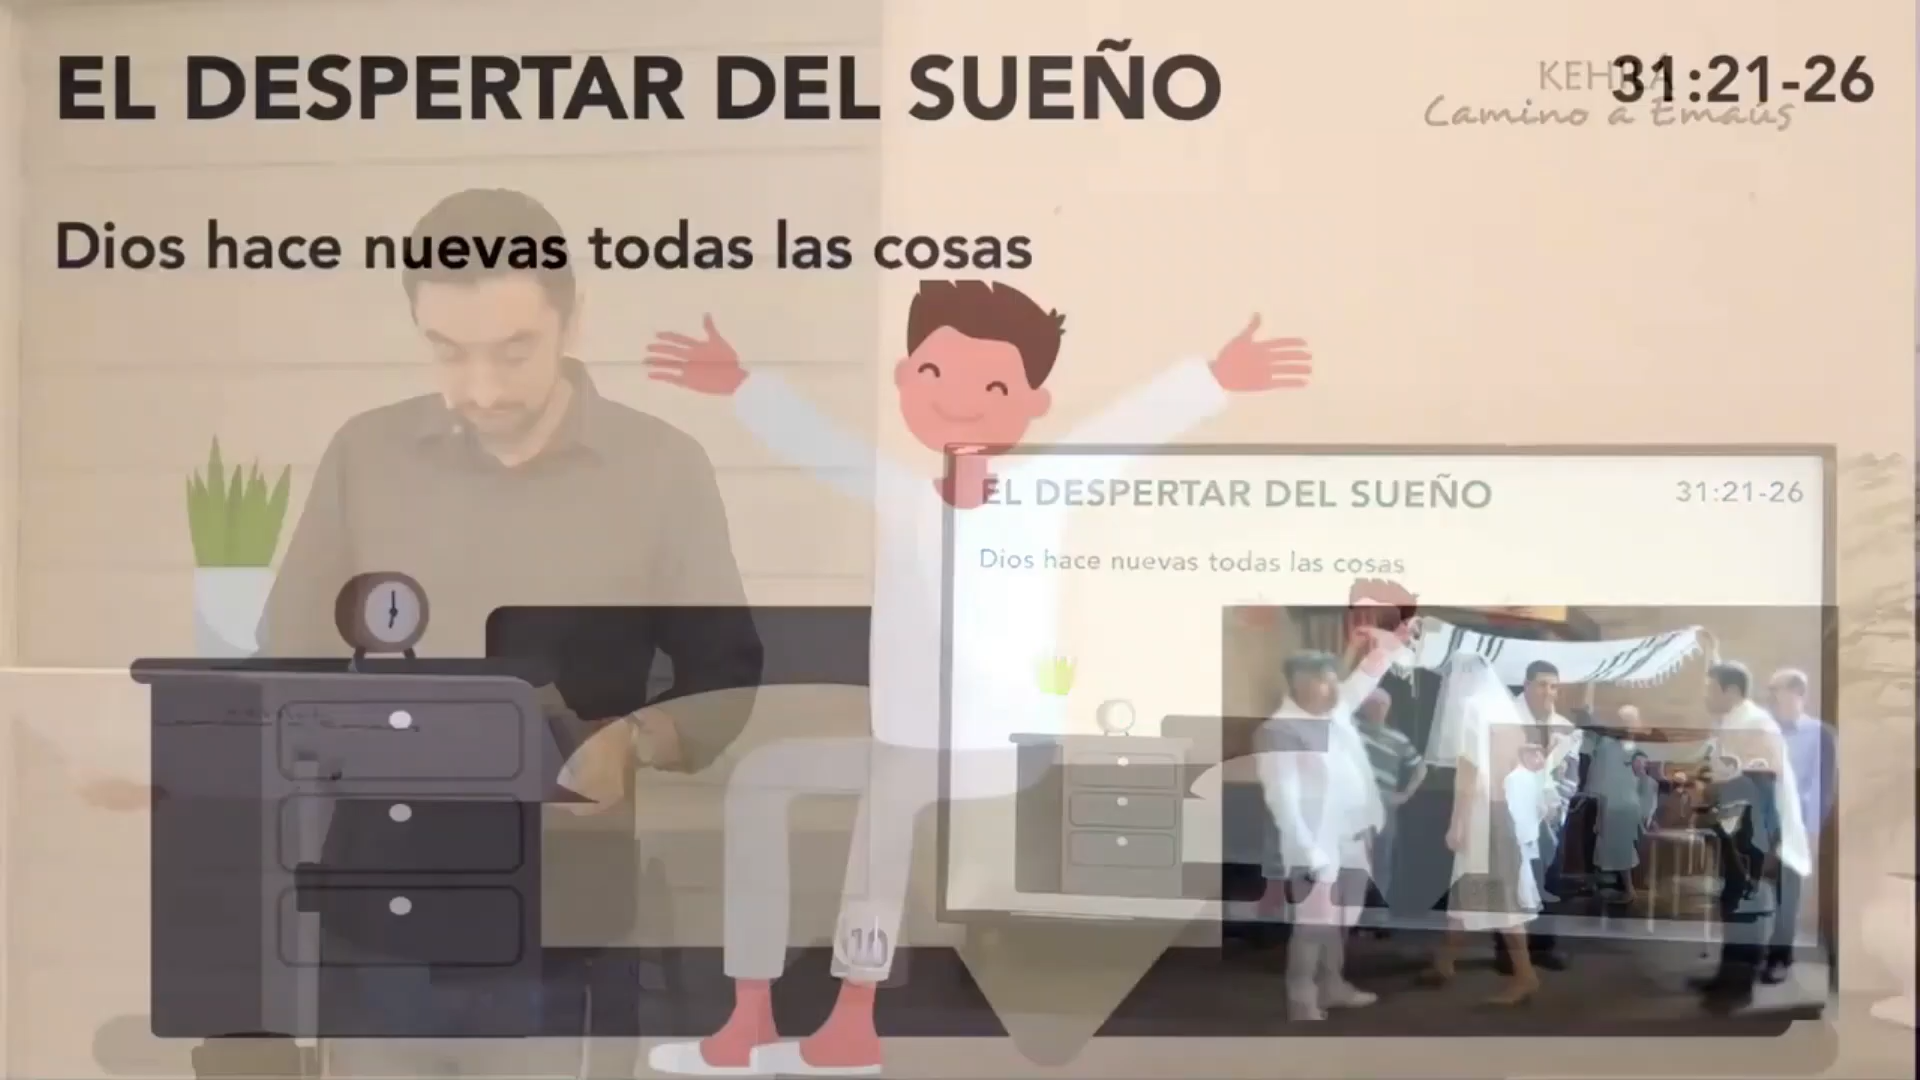 EL DESPERTAR DEL SUEÑO
31:21-26
Camino a Emaús
Dios hace nuevas todas las cosas
EL DESPERTAR DEL SUEÑO
31:21-26
Dios hace nuevas todas las cosas
10